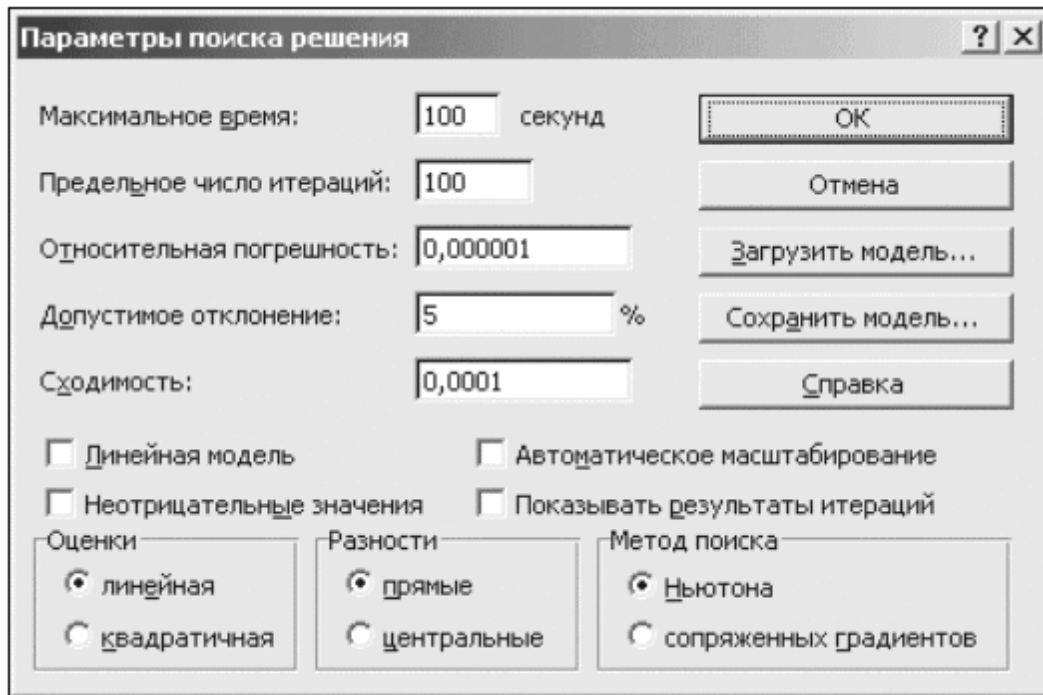 Параметры поиска решения ? ×
Максимальное время: 100 секунд ОК
Предельное число итераций: 100 Отмена
Относительная погрешность: 0,000001 Загрузить модель...
Допустимое отклонение: 5 % Сохранить модель...
Сходимость: 0,0001 Справка
Линейная модель Автоматическое масштабирование
Неотрицательные значения Показывать результаты итераций
Оценки Разности Метод поиска
линейная прямые Ньютона
квадратичная центральные сопряженных градиентов